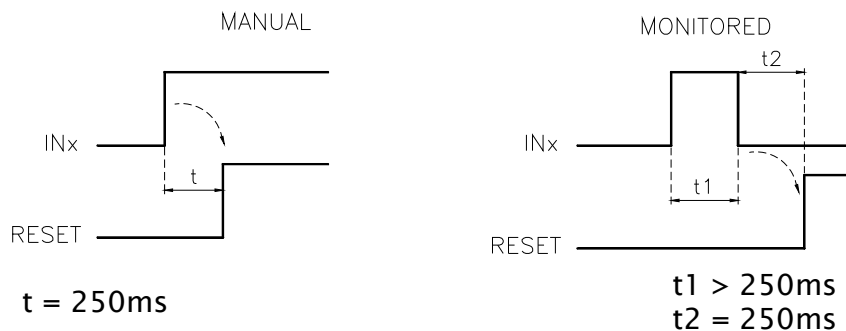 MANUAL
INx
t
RESET
t = 250ms
MONITORED
t2
INx
t1
RESET
t1 > 250ms
t2 = 250ms